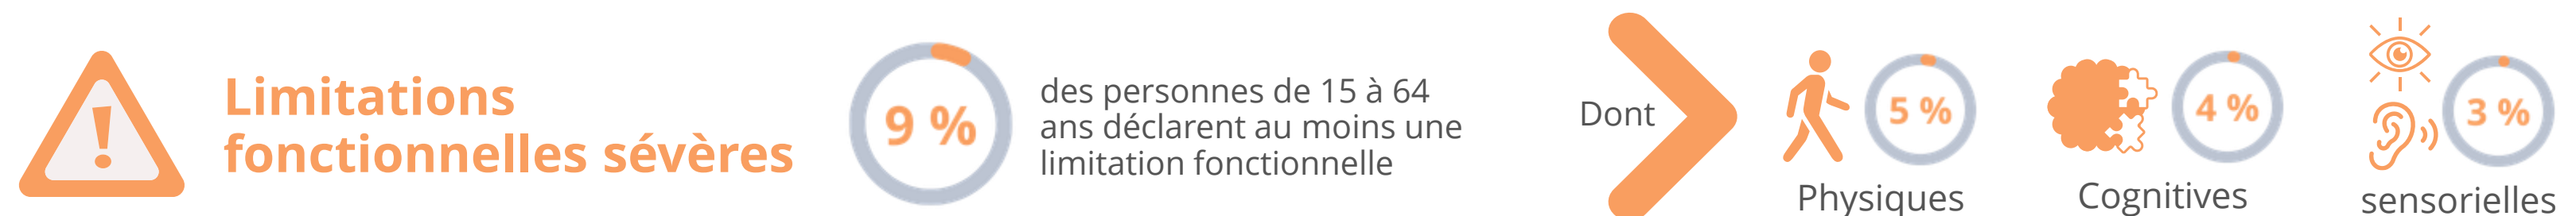 !
Limitations
fonctionnelles sévères
9 %
des personnes de 15 à 64
ans déclarent au moins une
limitation fonctionnelle
Dont
5 %
Physiques
4 %
Cognitives
3 %
sensorielles